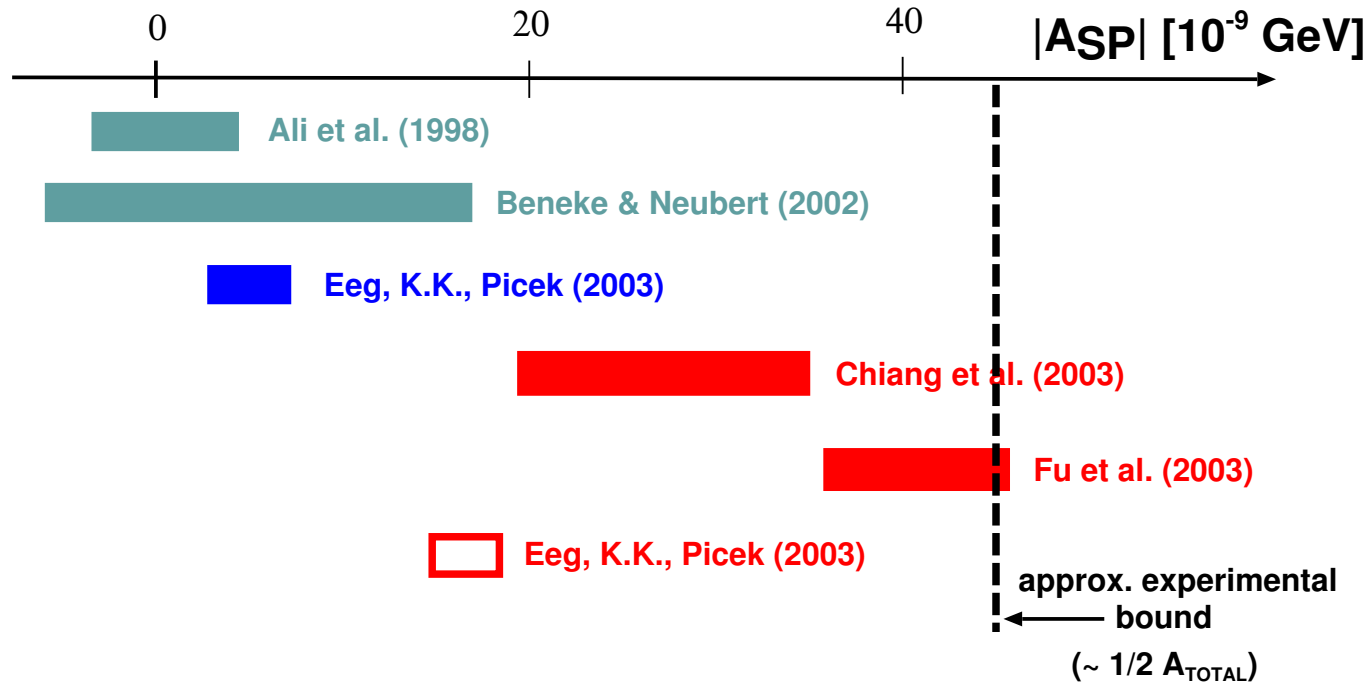 0 20 40 |ASP| [10⁻⁹ GeV]
Ali et al. (1998)
Beneke & Neubert (2002)
Eeg, K.K., Picek (2003)
Chiang et al. (2003)
Fu et al. (2003)
Eeg, K.K., Picek (2003)
approx. experimental
bound
(~ 1/2 ATOTAL)